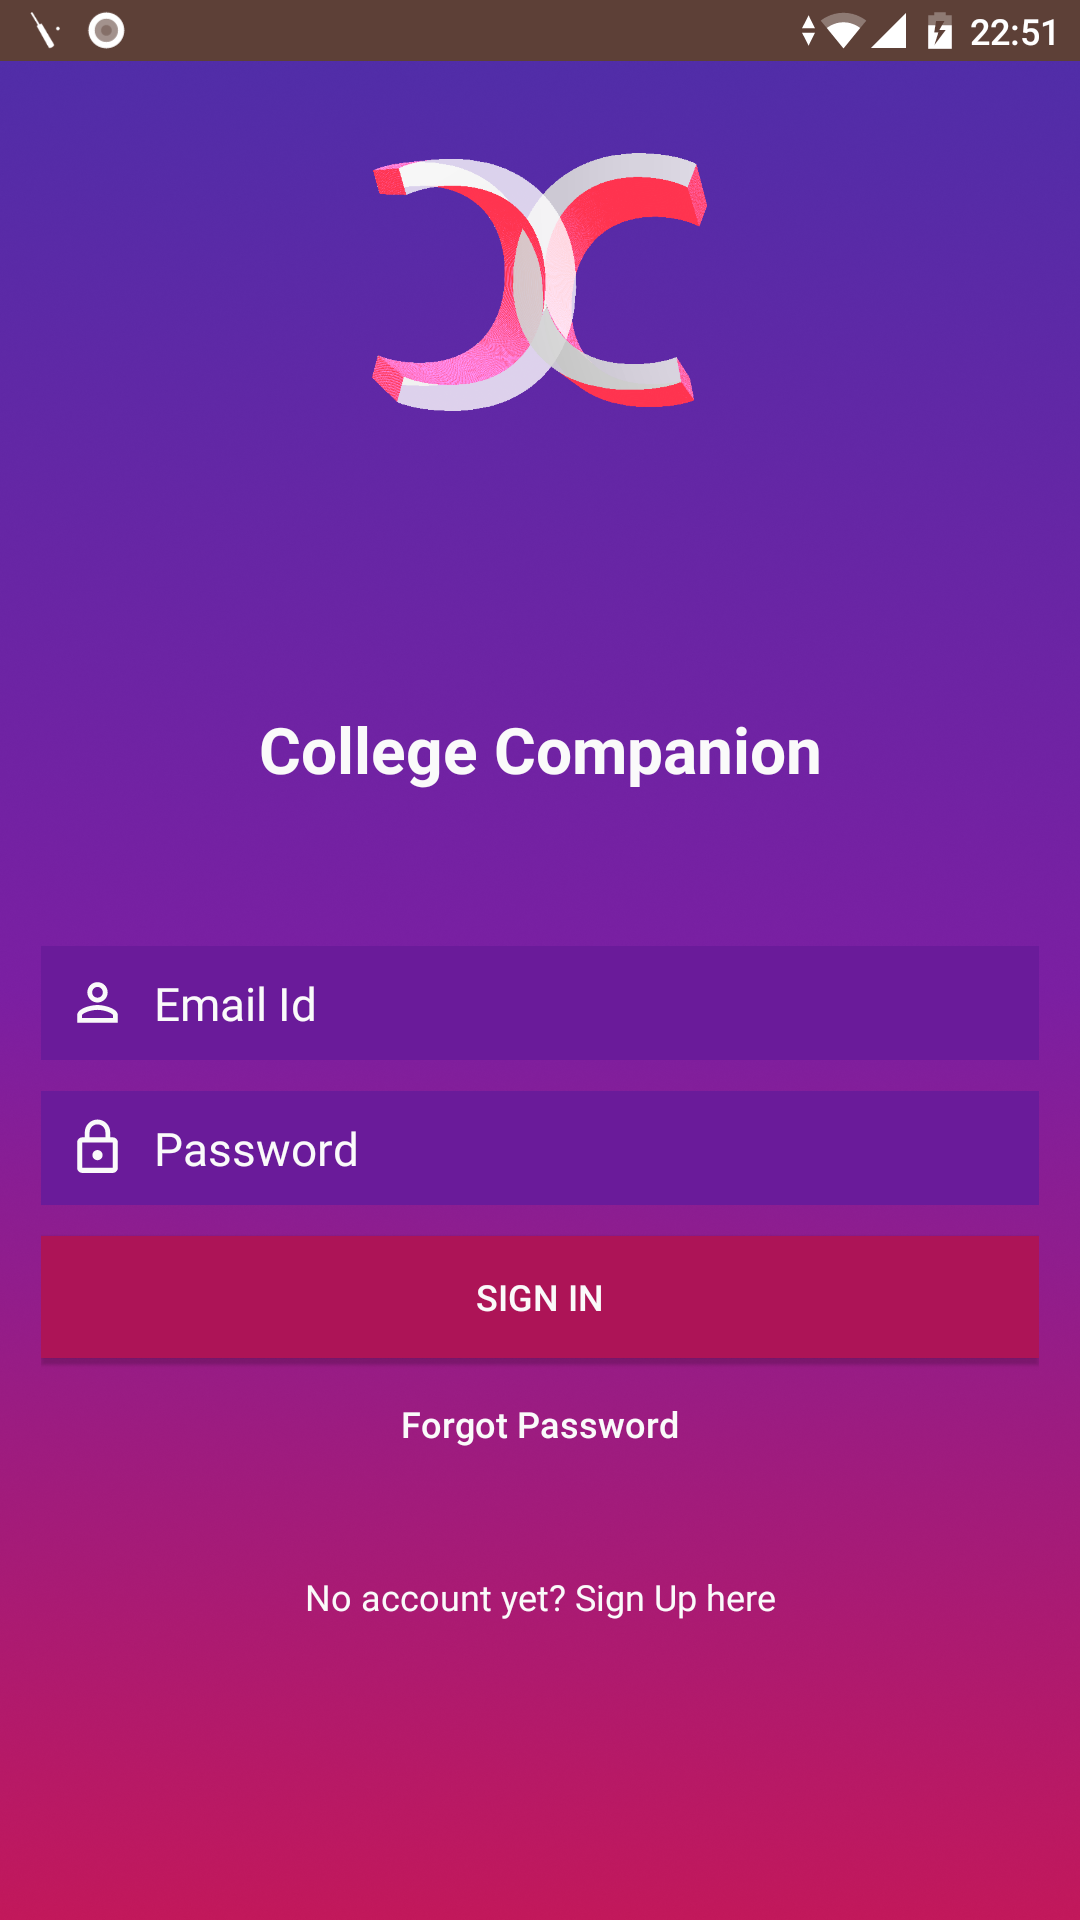 22:51
College Companion
Email Id
Password
SIGN IN
Forgot Password
No account yet? Sign Up here